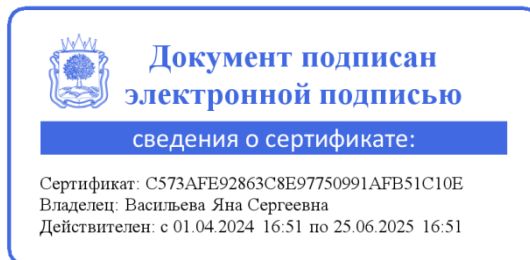 Документ подписан
электронной подписью
сведения о сертификате:
Сертификат: C573AFE92863C8E97750991AFB51C10E
Владелец: Васильева Яна Сергеевна
Действителен: с 01.04.2024 16:51 по 25.06.2025 16:51